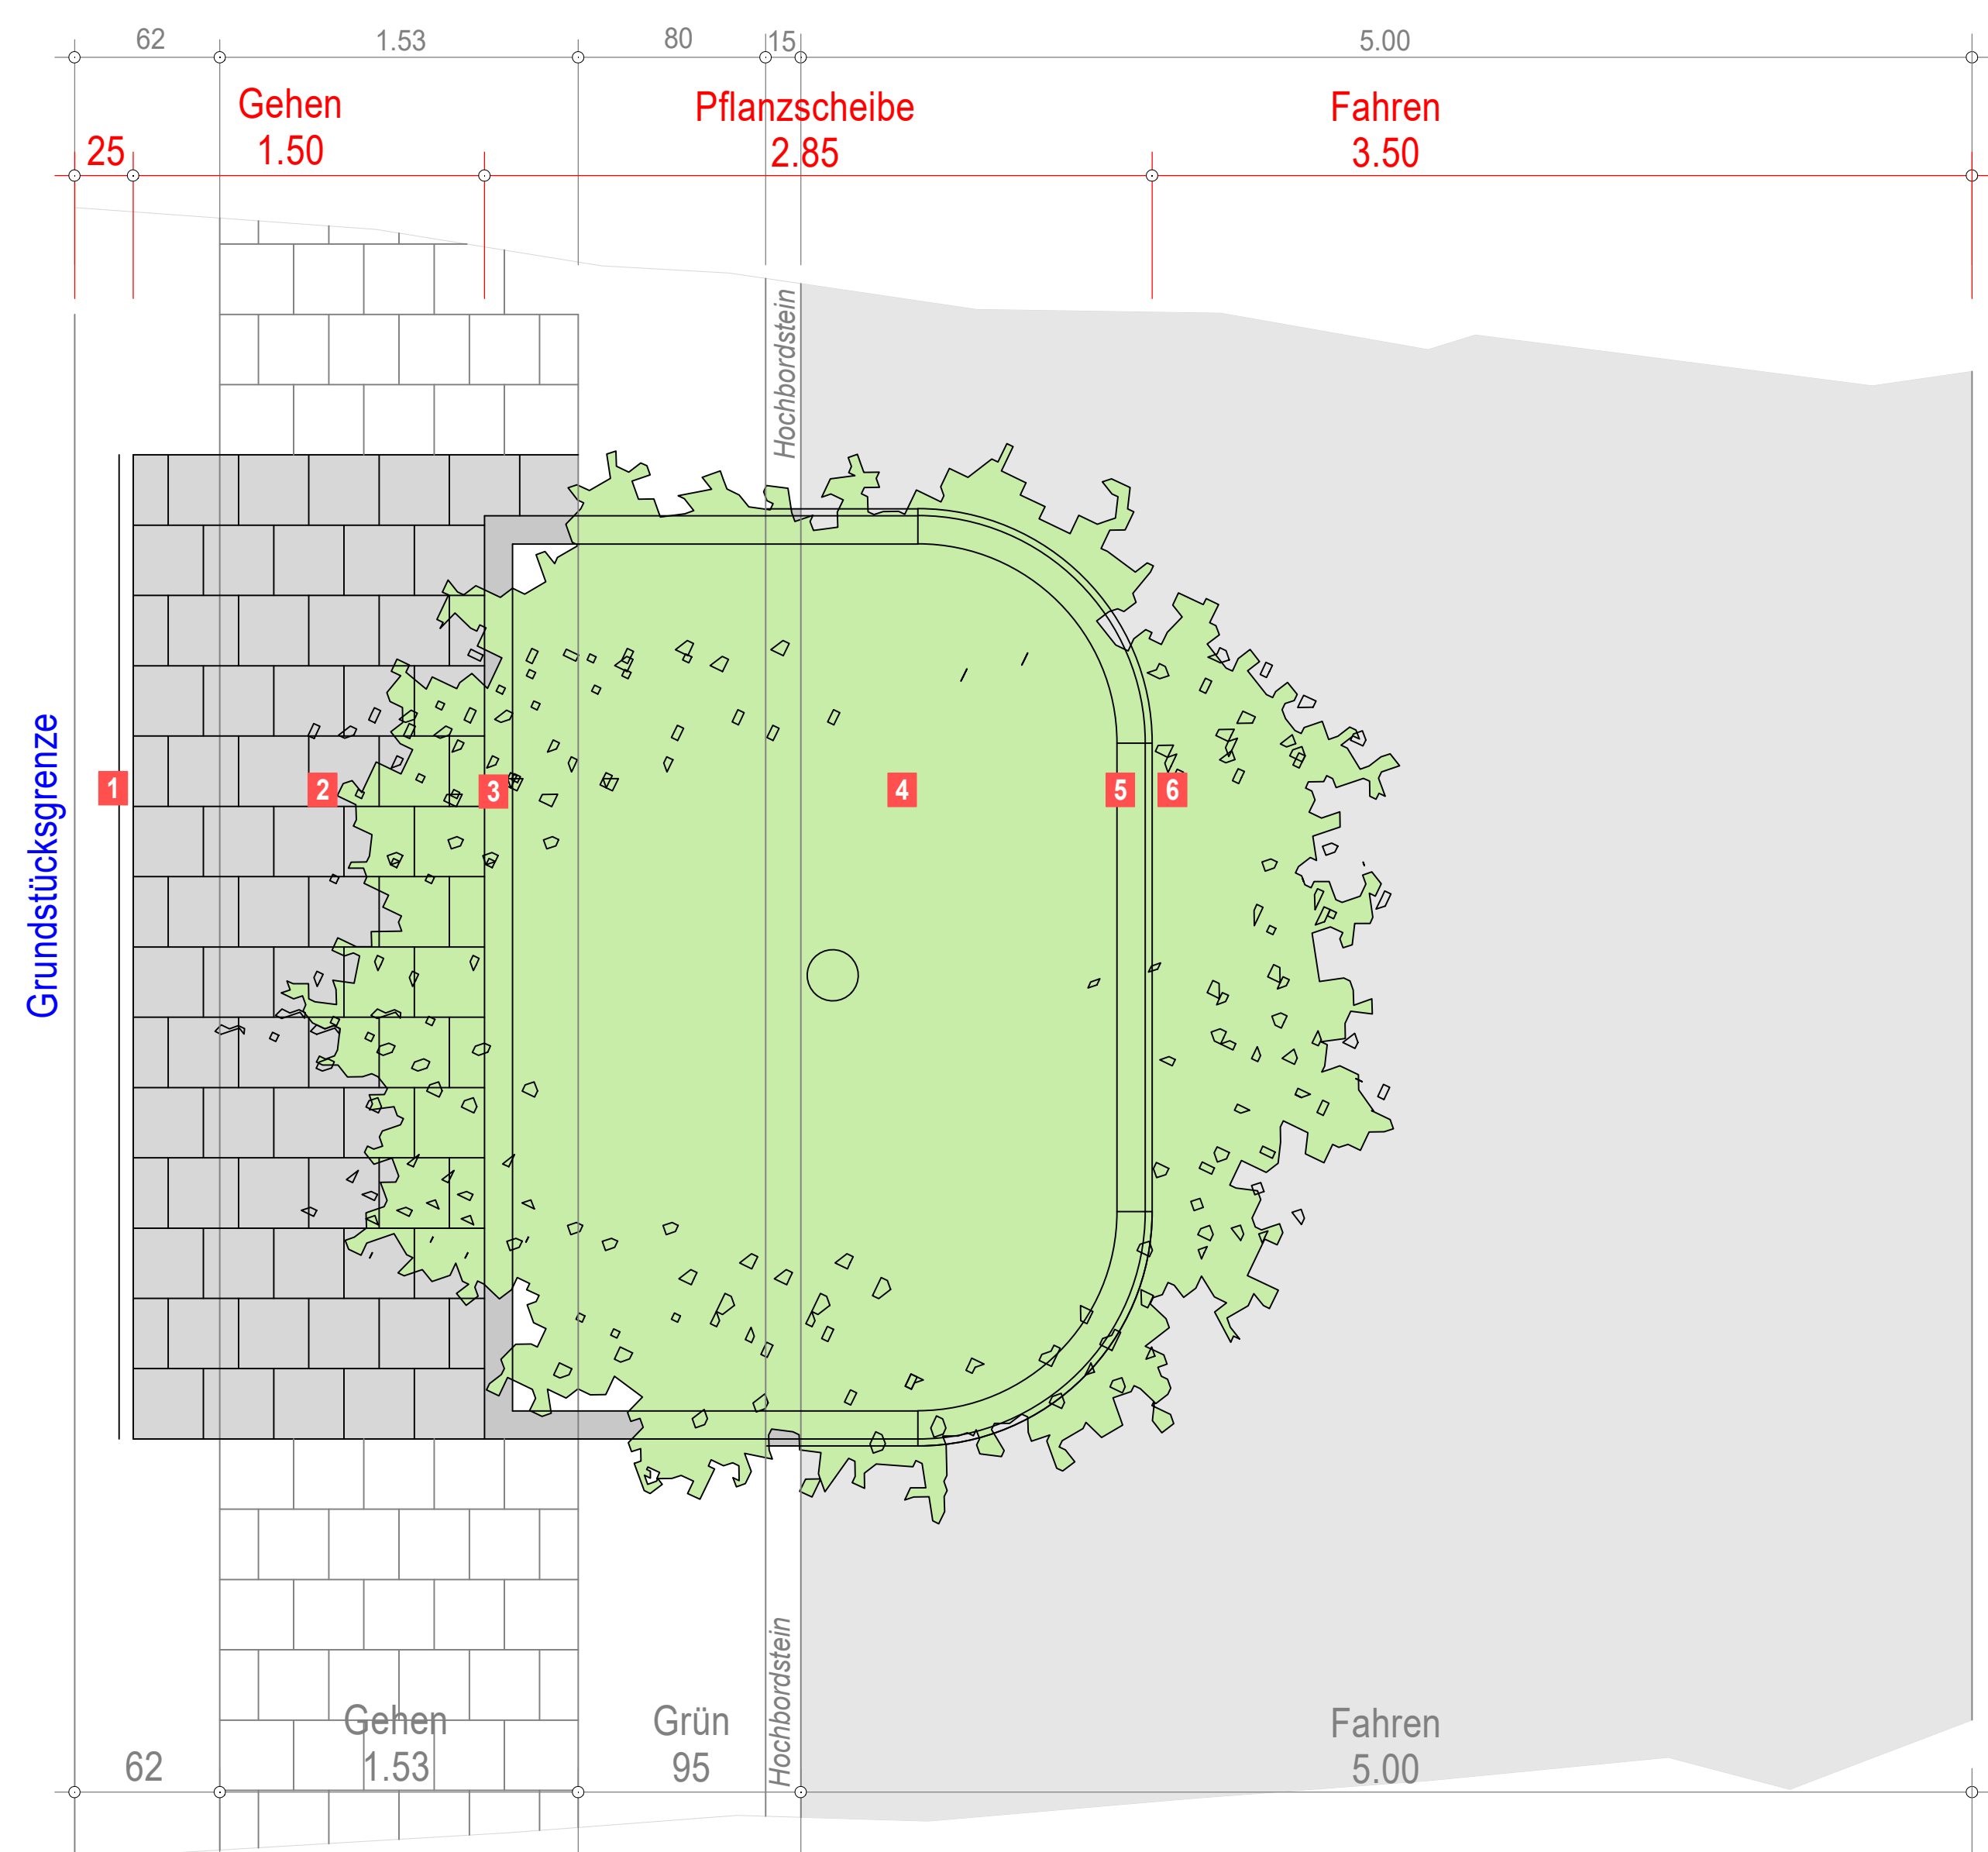 62 1.53 80 15 5.00
Gehen Pflanzscheibe Fahren
25 1.50 2.85 3.50
Hochbordstein
Grundstücksgrenze
1 2 3 4 5 6
Hochbordstein
Gehen Grün Fahren
62 1.53 95 5.00